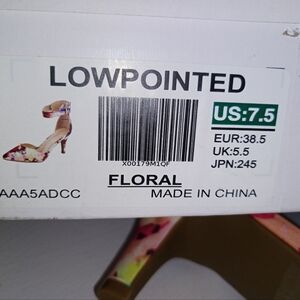 LOWPOINTED
US:7.5
EUR:38.5
UK:5.5
JPN:245
X00179M1QF
FLORAL
AAA5ADCC
MADE IN CHINA